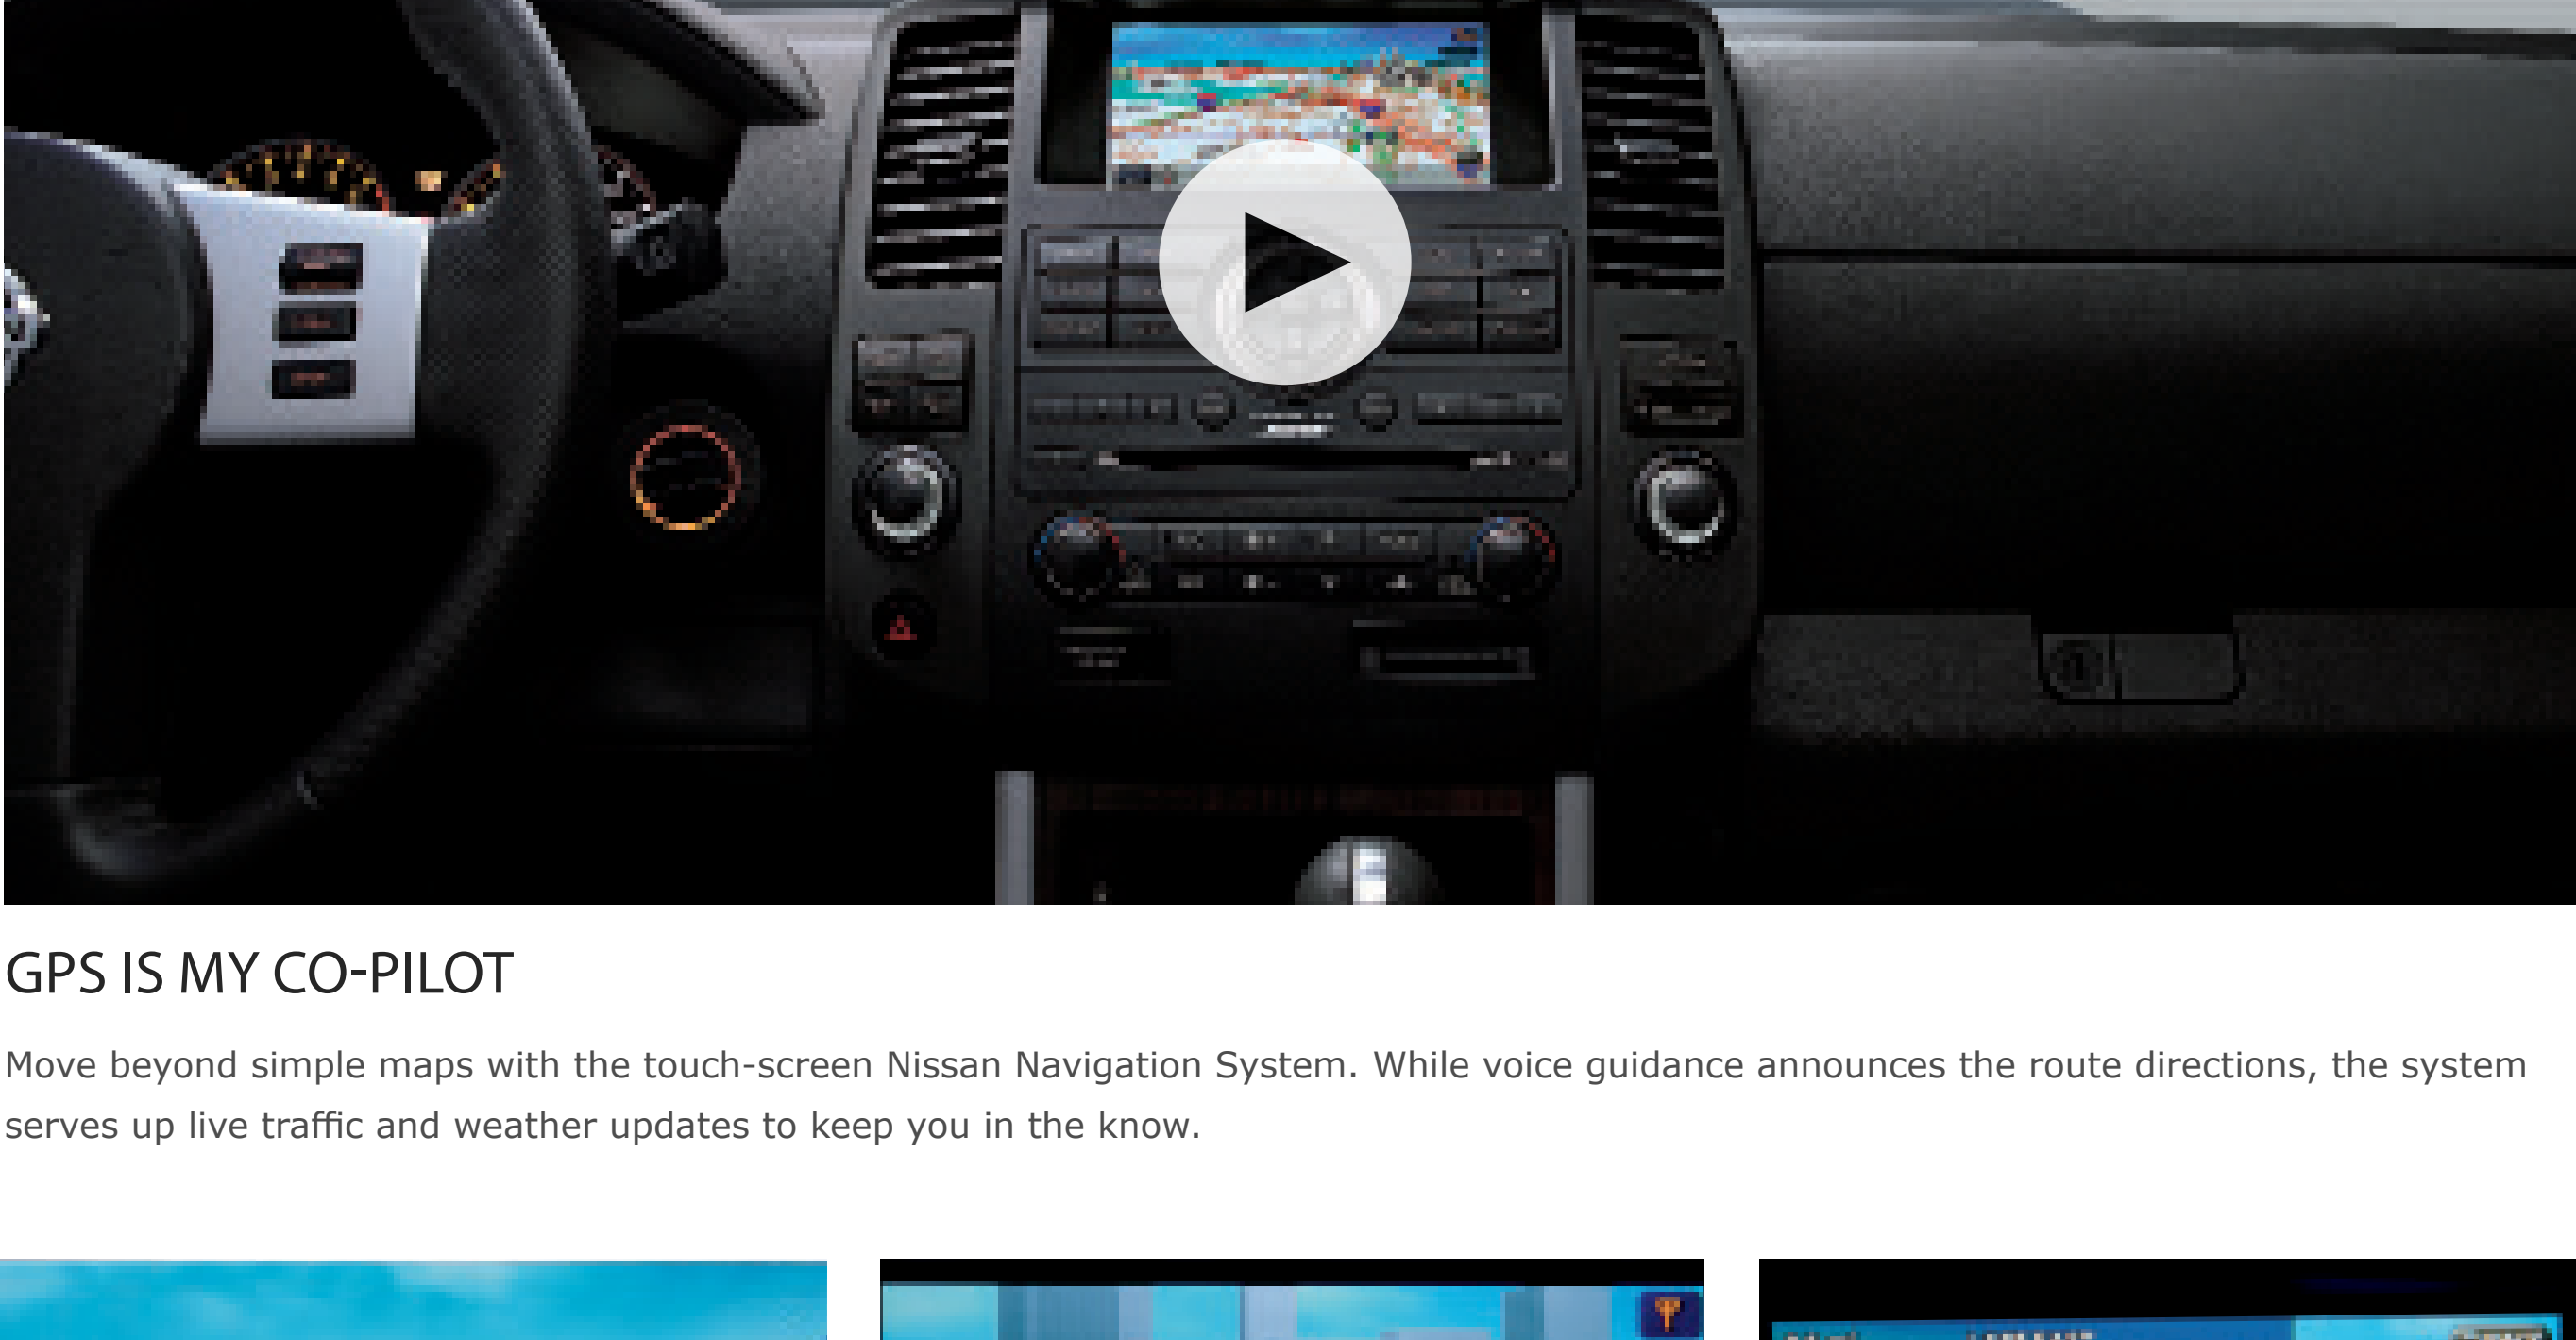 GPS IS MY CO-PILOT
Move beyond simple maps with the touch-screen Nissan Navigation System. While voice guidance announces the route directions, the system
serves up live traffic and weather updates to keep you in the know.